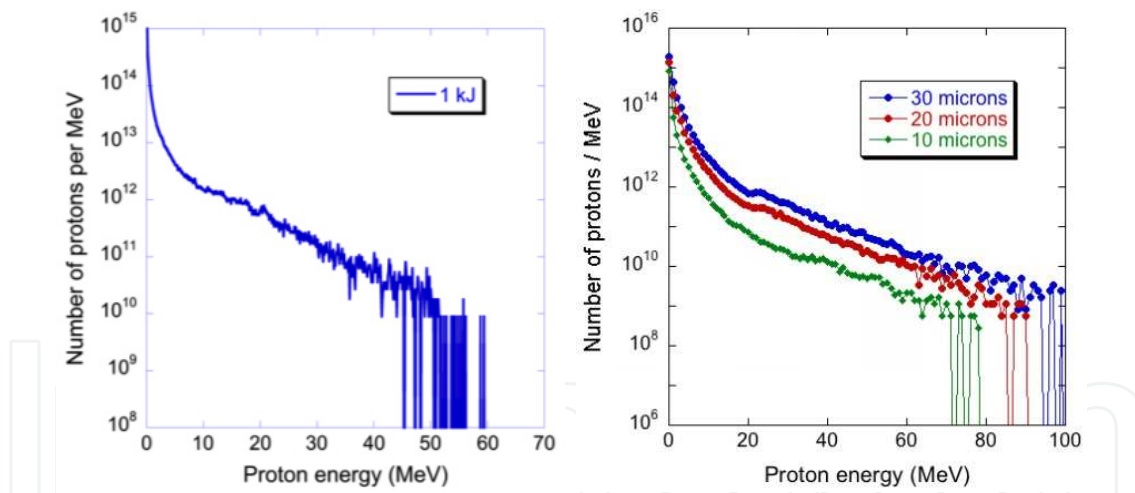 10^15
10^14
10^13
10^12
10^11
10^10
10^9
10^8
Number of protons per MeV
1 kJ
0 10 20 30 40 50 60 70
Proton energy (MeV)
10^16
10^14
10^12
10^10
10^8
10^6
Number of protons / MeV
30 microns
20 microns
10 microns
0 20 40 60 80 100
Proton energy (MeV)